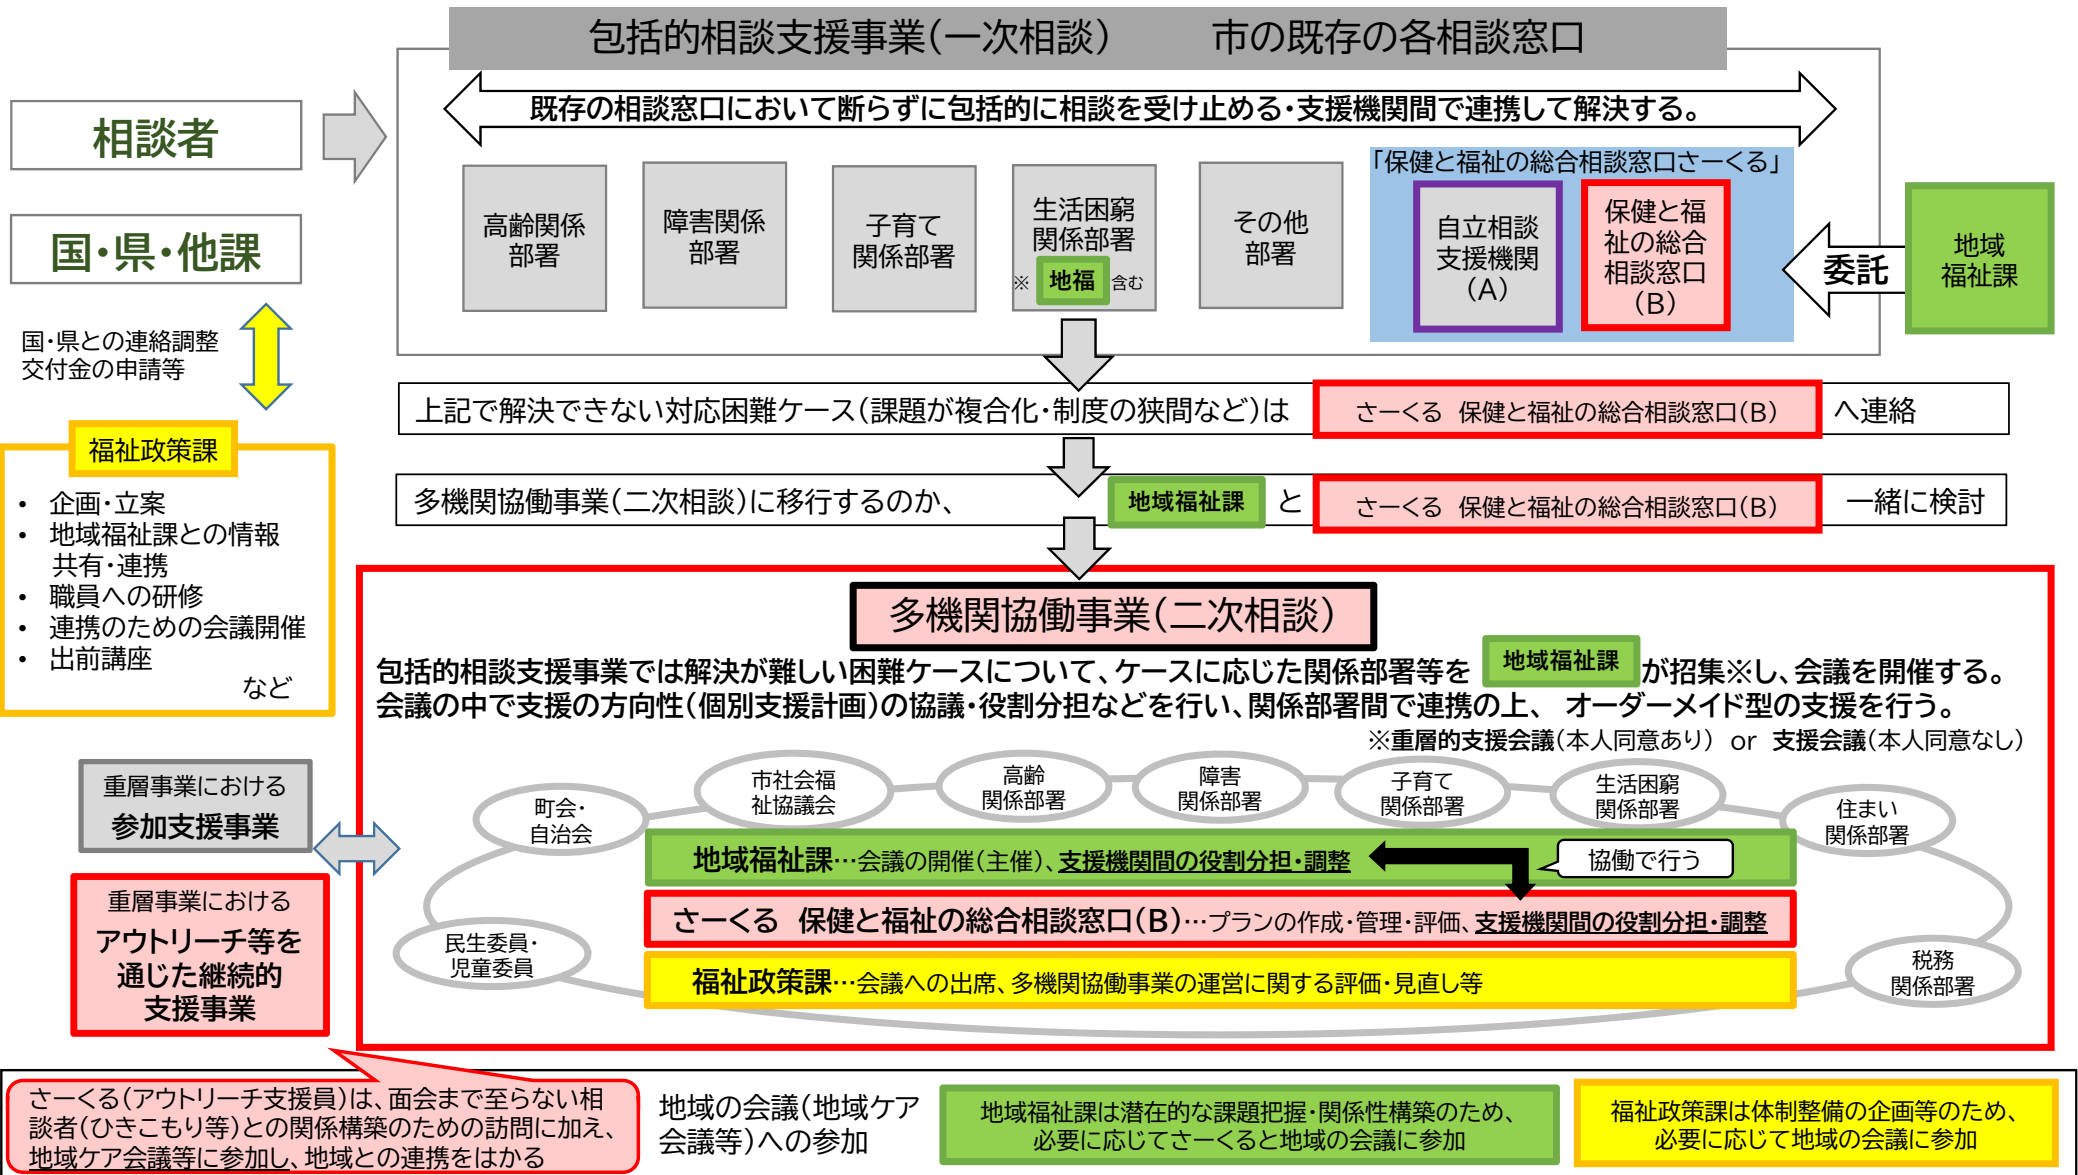 包括的相談支援事業(一次相談)　　市の既存の各相談窓口
既存の相談窓口において断らずに包括的に相談を受け止める・支援機関間で連携して解決する。
相談者
国・県・他課
高齢関係
部署
障害関係
部署
子育て
関係部署
生活困窮
関係部署
※ 地福 含む
その他
部署
「保健と福祉の総合相談窓口さーくる」
自立相談
支援機関
(A)
保健と福
祉の総合
相談窓口
(B)
委託
地域
福祉課
国・県との連絡調整
交付金の申請等
上記で解決できない対応困難ケース(課題が複合化・制度の狭間など)は さーくる 保健と福祉の総合相談窓口(B) へ連絡
多機関協働事業(二次相談)に移行するのか、 地域福祉課 と さーくる 保健と福祉の総合相談窓口(B) 一緒に検討
福祉政策課
• 企画・立案
• 地域福祉課との情報
共有・連携
• 職員への研修
• 連携のための会議開催
• 出前講座
など
多機関協働事業(二次相談)
包括的相談支援事業では解決が難しい困難ケースについて、ケースに応じた関係部署等を 地域福祉課 が招集※し、会議を開催する。
会議の中で支援の方向性(個別支援計画)の協議・役割分担などを行い、関係部署間で連携の上、 オーダーメイド型の支援を行う。
※重層的支援会議(本人同意あり) or 支援会議(本人同意なし)
町会・
自治会
市社会福
祉協議会
高齢
関係部署
障害
関係部署
子育て
関係部署
生活困窮
関係部署
住まい
関係部署
民生委員・
児童委員
税務
関係部署
地域福祉課…会議の開催(主催)、支援機関間の役割分担・調整
協働で行う
さーくる 保健と福祉の総合相談窓口(B)…プランの作成・管理・評価、支援機関間の役割分担・調整
福祉政策課…会議への出席、多機関協働事業の運営に関する評価・見直し等
重層事業における
参加支援事業
重層事業における
アウトリーチ等を
通じた継続的
支援事業
さーくる(アウトリーチ支援員)は、面会まで至らない相
談者(ひきこもり等)との関係構築のための訪問に加え、
地域ケア会議等に参加し、地域との連携をはかる
地域の会議(地域ケア
会議等)への参加
地域福祉課は潜在的な課題把握・関係性構築のため、
必要に応じてさーくると地域の会議に参加
福祉政策課は体制整備の企画等のため、
必要に応じて地域の会議に参加